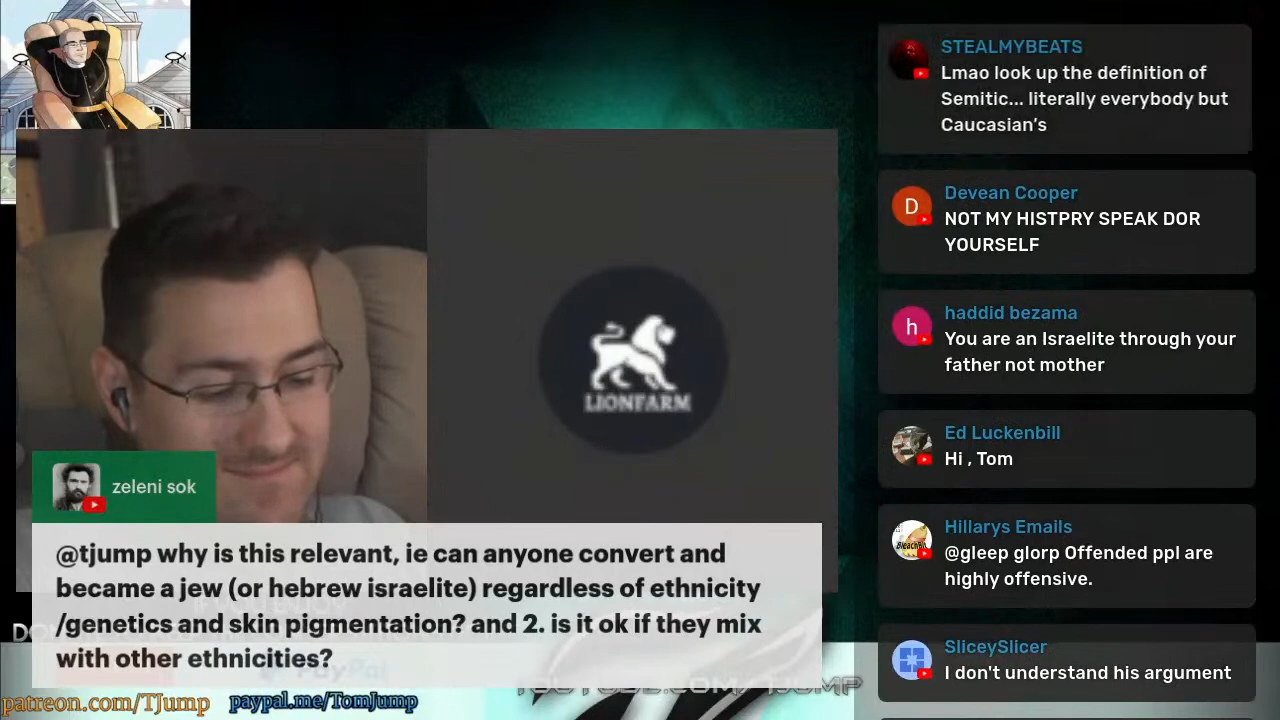 STEALMYBEATS
Lmao look up the definition of
Semitic... literally everybody but
Caucasian's
D
Devean Cooper
NOT MY HISTPRY SPEAK DOR
YOURSELF
h
haddid bezama
You are an Israelite through your
father not mother
Ed Luckenbill
Hi , Tom
Hillarys Emails
@gleep glorp Offended ppl are
highly offensive.
SliceySlicer
I don't understand his argument
LIONFARM
zeleni sok
@tjump why is this relevant, ie can anyone convert and
became a jew (or hebrew israelite) regardless of ethnicity
/genetics and skin pigmentation? and 2. is it ok if they mix
with other ethnicities?
PayPal
YOUTUBE.COM/TJUMP
patreon.com/TJump
paypal.me/TomJump